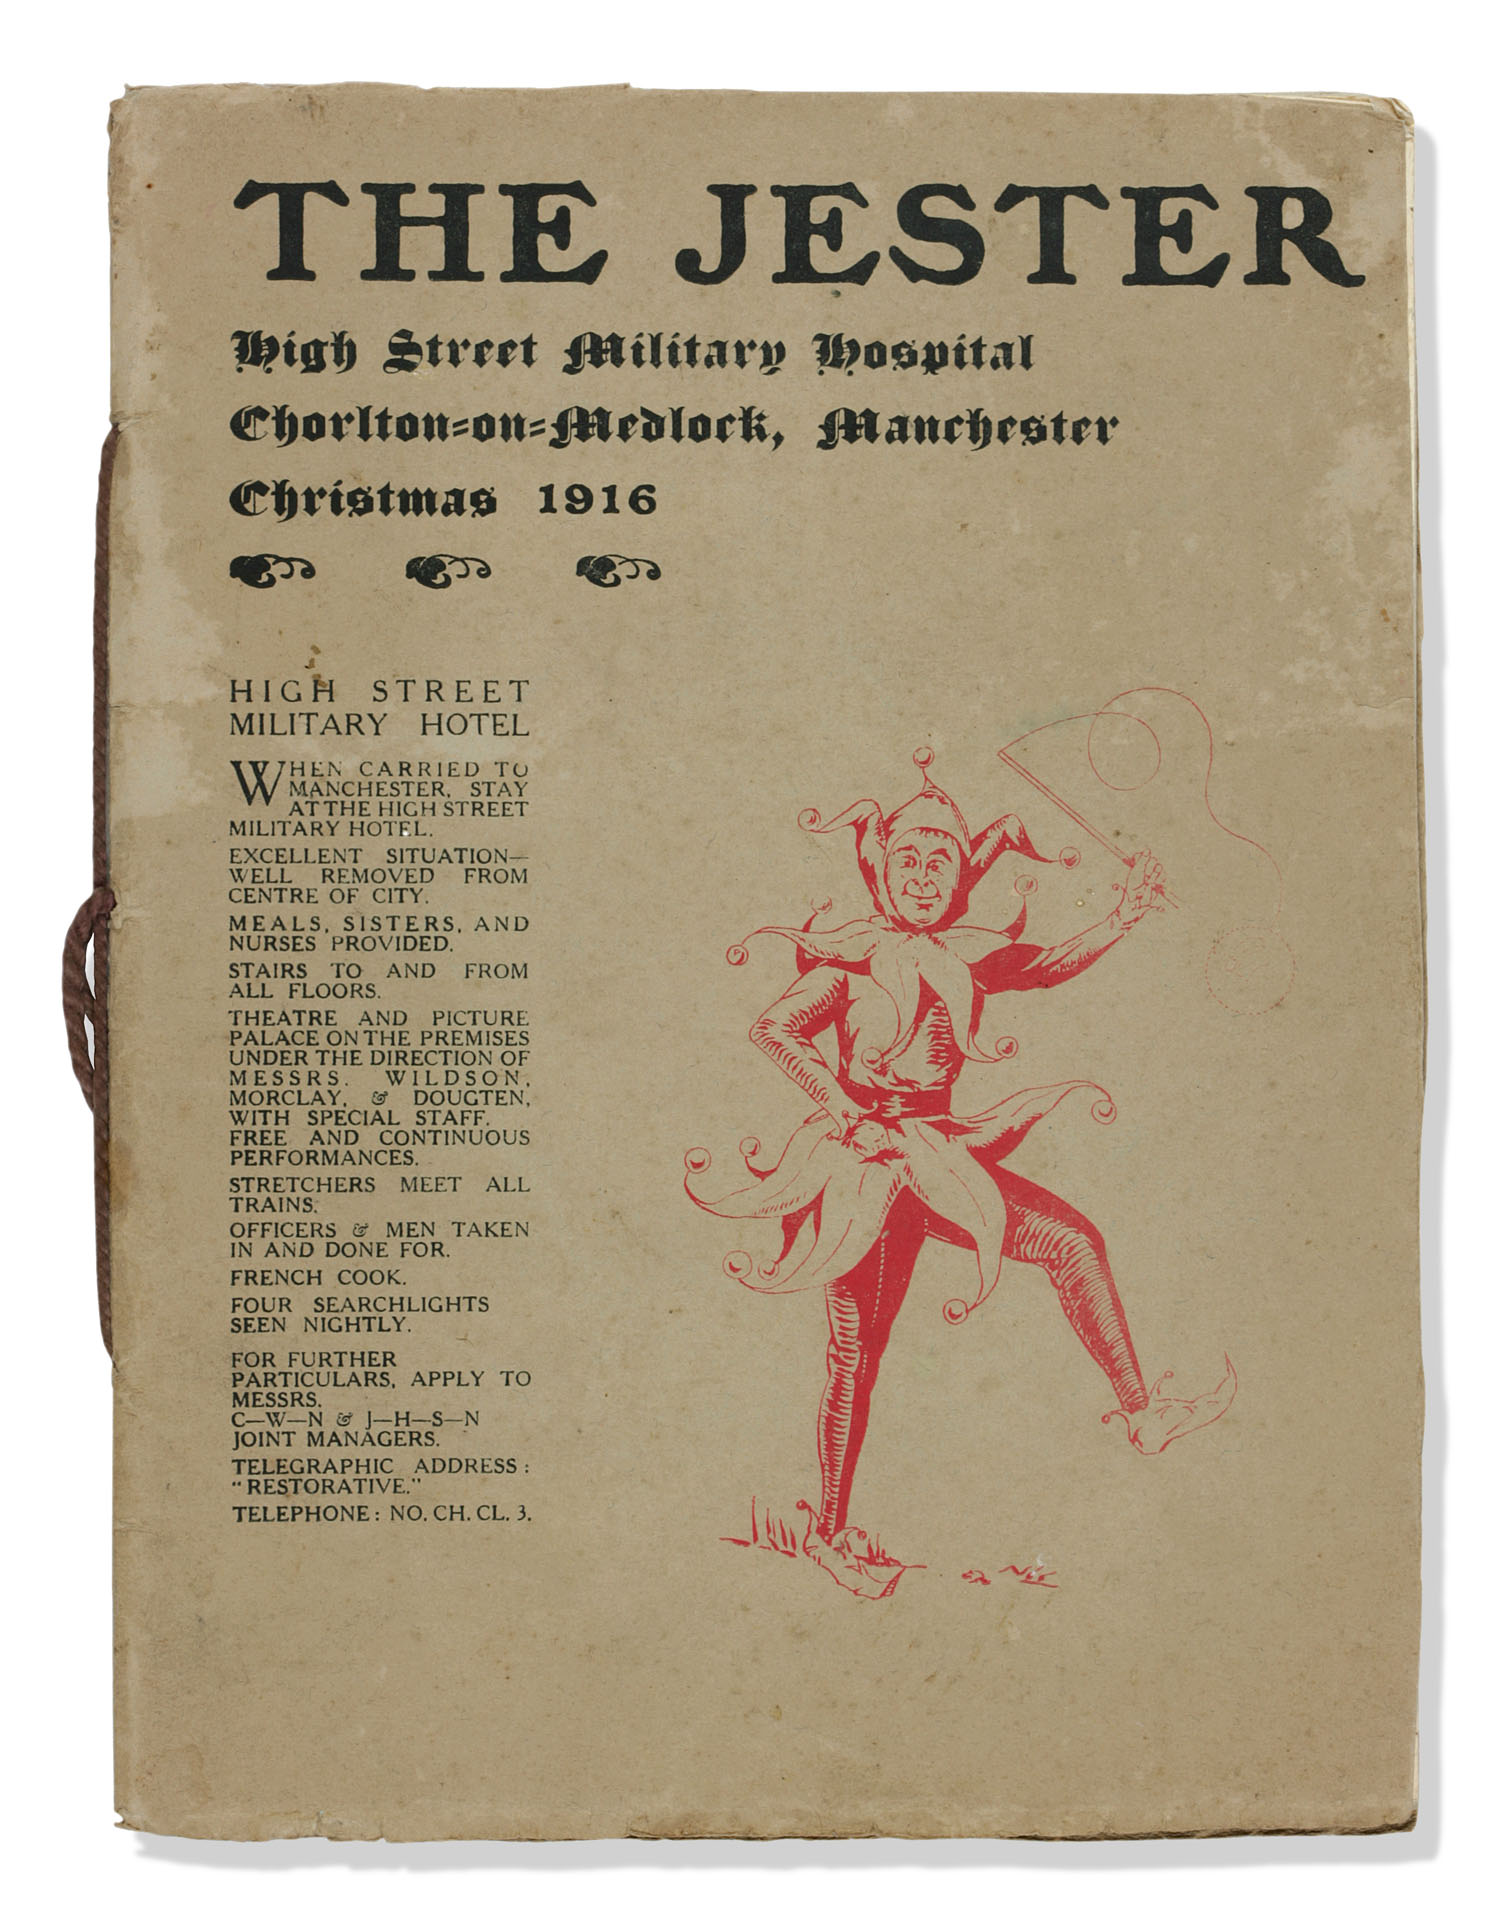 THE JESTER
High Street Military Hospital
Chorlton=on=Medlock, Manchester
Christmas 1916
HIGH STREET
MILITARY HOTEL
WHEN CARRIED TO
MANCHESTER, STAY
AT THE HIGH STREET
MILITARY HOTEL.
EXCELLENT SITUATION—
WELL REMOVED FROM
CENTRE OF CITY.
MEALS, SISTERS, AND
NURSES PROVIDED.
STAIRS TO AND FROM
ALL FLOORS.
THEATRE AND PICTURE
PALACE ON THE PREMISES
UNDER THE DIRECTION OF
MESSRS. WILDSON,
MORCLAY, & DOUGTEN,
WITH SPECIAL STAFF.
FREE AND CONTINUOUS
PERFORMANCES.
STRETCHERS MEET ALL
TRAINS.
OFFICERS & MEN TAKEN
IN AND DONE FOR.
FRENCH COOK.
FOUR SEARCHLIGHTS
SEEN NIGHTLY.
FOR FURTHER
PARTICULARS, APPLY TO
MESSRS.
C—W—N & J—H—S—N
JOINT MANAGERS.
TELEGRAPHIC ADDRESS:
"RESTORATIVE."
TELEPHONE: NO. CH. CL. 3.